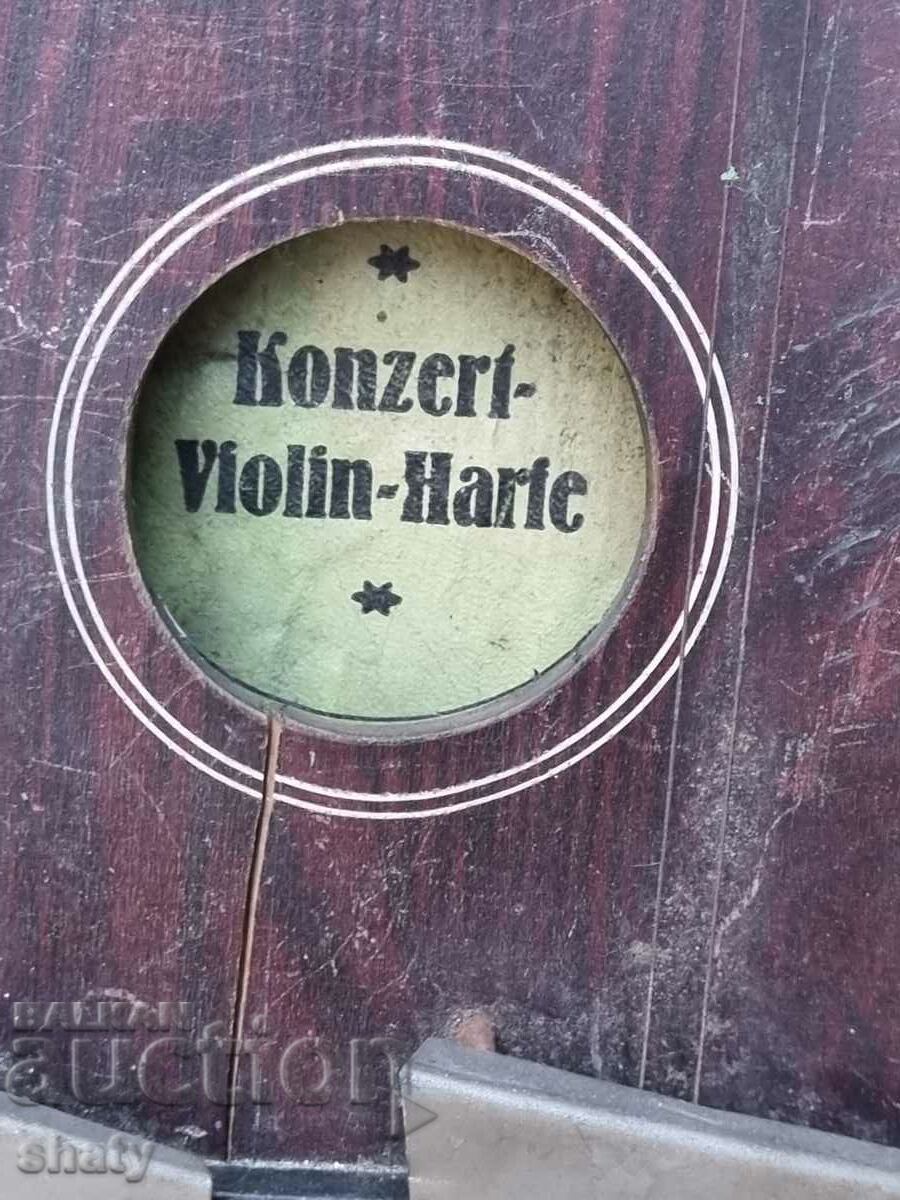 Konzert-
Violin-Harfe
BALKAN
auction
shaty